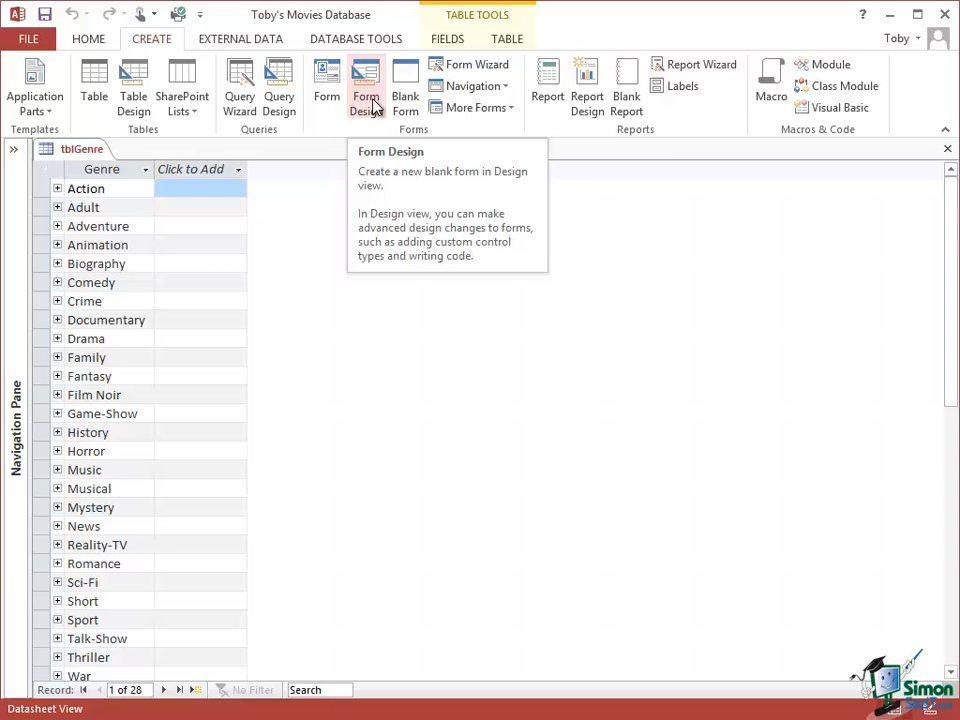 Toby's Movies Database
TABLE TOOLS
?
FILE
HOME
CREATE
EXTERNAL DATA
DATABASE TOOLS
FIELDS
TABLE
Toby
Application Parts
Table
Table Design
SharePoint Lists
Query Wizard
Query Design
Form
Form Design
Blank Form
Form Wizard
Navigation
More Forms
Report
Report Design
Blank Report
Report Wizard
Labels
Macro
Module
Class Module
Visual Basic
Templates
Tables
Queries
Forms
Reports
Macros & Code
tblGenre
Genre
Click to Add
Form Design
Create a new blank form in Design
view.
In Design view, you can make
advanced design changes to forms,
such as adding custom control
types and writing code.
Action
Adult
Adventure
Animation
Biography
Comedy
Crime
Documentary
Drama
Family
Fantasy
Film Noir
Game-Show
History
Horror
Music
Musical
Mystery
News
Reality-TV
Romance
Sci-Fi
Short
Sport
Talk-Show
Thriller
War
Navigation Pane
Record:
1 of 28
No Filter
Search
Datasheet View
Simon